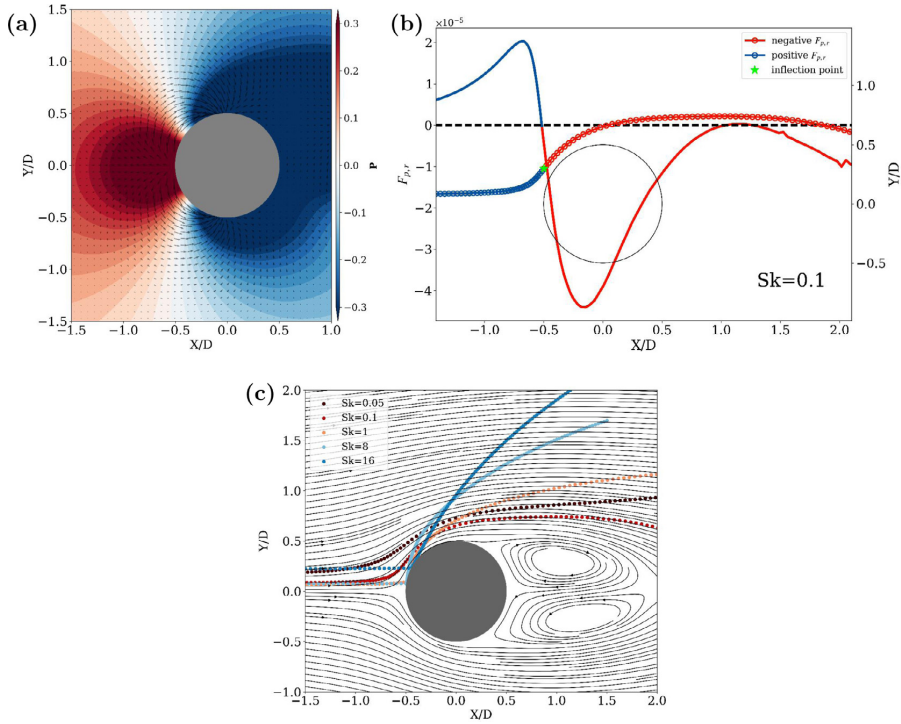 (a)
1.5
1.0
0.5
0.0
−0.5
−1.0
−1.5
Y/D
−1.5 −1.0 −0.5 0.0 0.5 1.0
X/D
0.3
0.2
0.1
0.0
−0.1
−0.2
−0.3
P
(b)
×10⁻⁵
2
1
0
−1
−2
−3
−4
F_{p,r}
negative F_{p,r}
positive F_{p,r}
inflection point
1.0
0.5
0.0
−0.5
Y/D
Sk=0.1
−1.0 −0.5 0.0 0.5 1.0 1.5 2.0
X/D
(c)
2.0
1.5
1.0
0.5
0.0
−0.5
−1.0
Y/D
Sk=0.05
Sk=0.1
Sk=1
Sk=8
Sk=16
−1.5 −1.0 −0.5 0.0 0.5 1.0 1.5 2.0
X/D